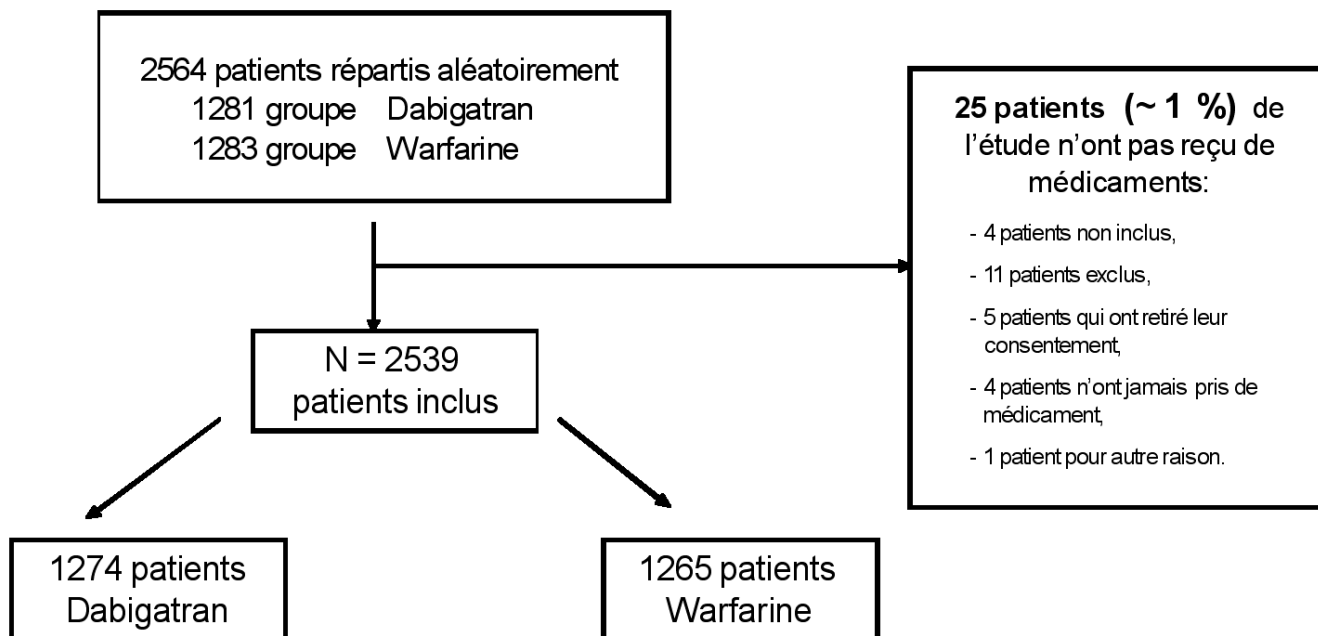 2564 patients répartis aléatoirement
1281 groupe Dabigatran
1283 groupe Warfarine
25 patients (~ 1 %) de
l'étude n'ont pas reçu de
médicaments:
- 4 patients non inclus,
- 11 patients exclus,
- 5 patients qui ont retiré leur
consentement,
- 4 patients n'ont jamais pris de
médicament,
- 1 patient pour autre raison.
N = 2539
patients inclus
1274 patients
Dabigatran
1265 patients
Warfarine